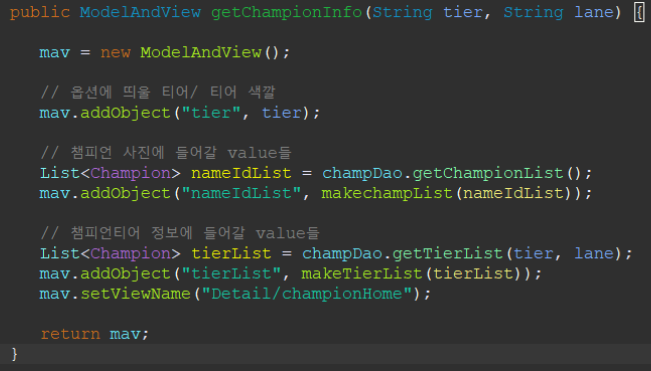 public ModelAndView getChampionInfo(String tier, String lane) {
mav = new ModelAndView();
// 옵션에 띄울 티어/ 티어 색깔
mav.addObject("tier", tier);
// 챔피언 사진에 들어갈 value들
List<Champion> nameIdList = champDao.getChampionList();
mav.addObject("nameIdList", makechampList(nameIdList));
// 챔피언티어 정보에 들어갈 value들
List<Champion> tierList = champDao.getTierList(tier, lane);
mav.addObject("tierList", makeTierList(tierList));
mav.setViewName("Detail/championHome");
return mav;
}